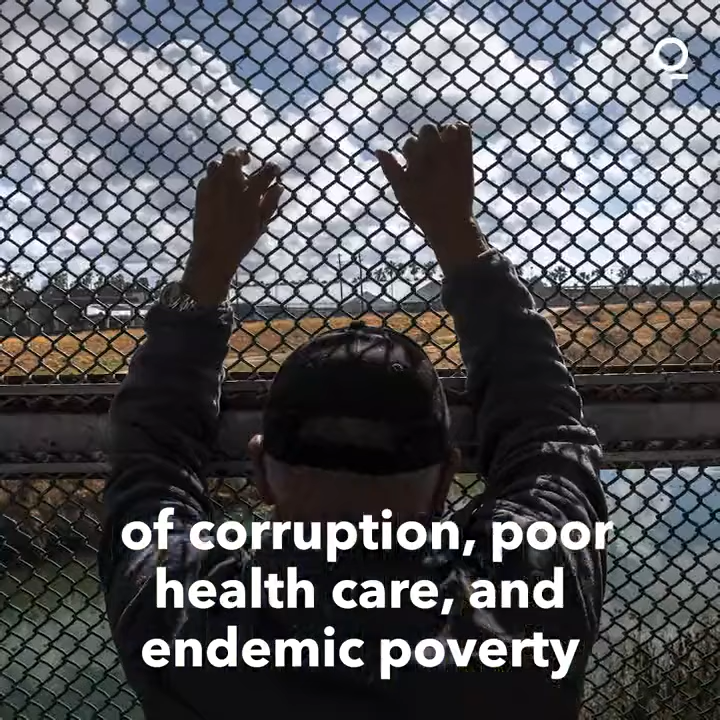 of corruption, poor
health care, and
endemic poverty